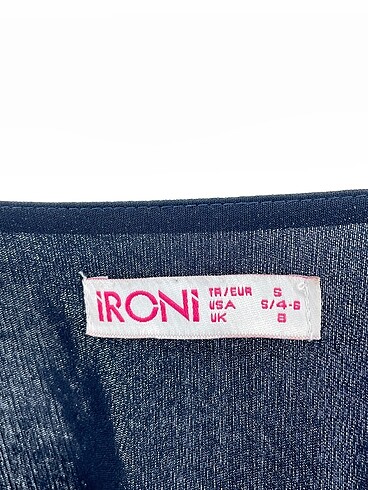 iRONi
TR/EUR S
USA S/4-6
UK 8